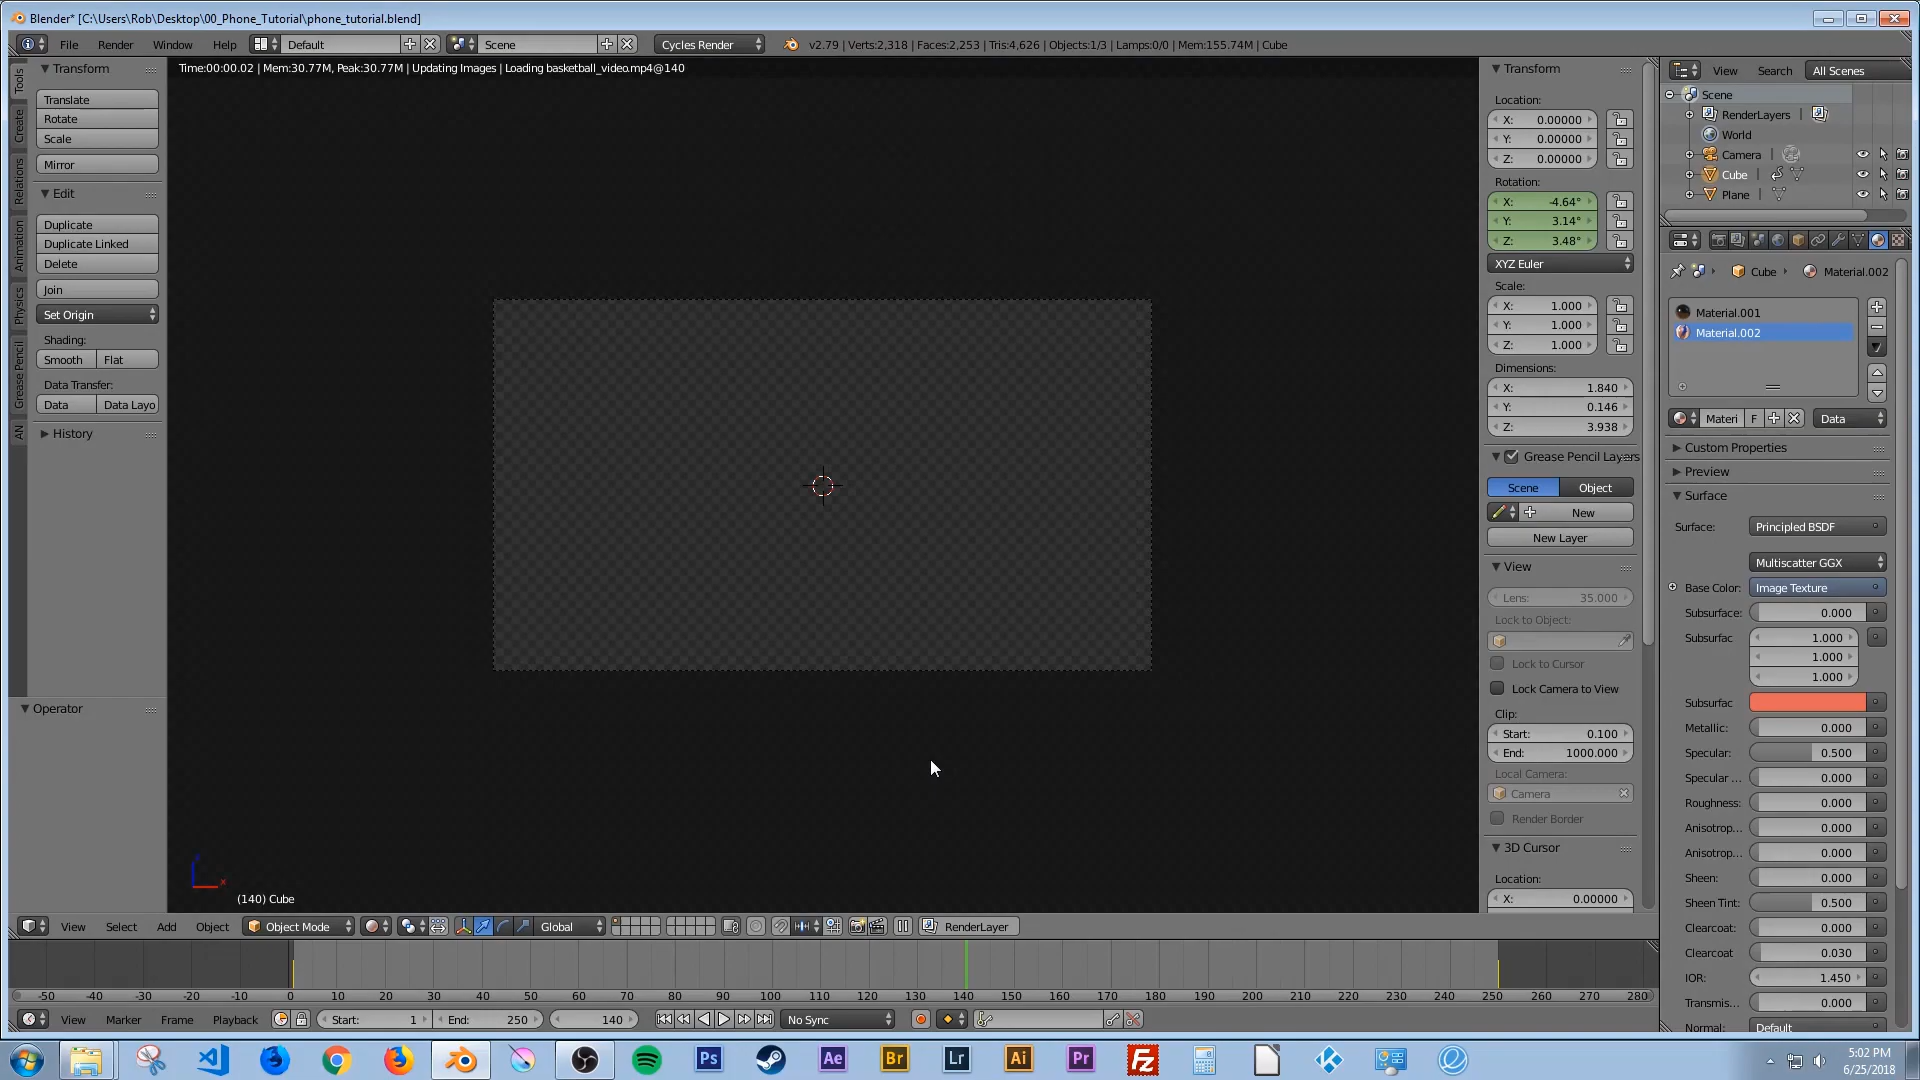 Blender* [C:\Users\Rob\Desktop\00_Phone_Tutorial\phone_tutorial.blend]
File Render Window Help Default Scene Cycles Render v2.79 | Verts:2,318 | Faces:2,253 | Tris:4,626 | Objects:1/3 | Lamps:0/0 | Mem:155.74M | Cube
Time:00:00.02 | Mem:30.77M, Peak:30.77M | Updating Images | Loading basketball_video.mp4@140
Tools
Create
Relations
Animation
Physics
Grease Pencil
AN
Transform
Translate
Rotate
Scale
Mirror
Edit
Duplicate
Duplicate Linked
Delete
Join
Set Origin
Shading:
Smooth Flat
Data Transfer:
Data Data Layo
History
Operator
x
(140) Cube
Transform
Location:
X: 0.00000
Y: 0.00000
Z: 0.00000
Rotation:
X: -4.64°
Y: 3.14°
Z: 3.48°
XYZ Euler
Scale:
X: 1.000
Y: 1.000
Z: 1.000
Dimensions:
X: 1.840
Y: 0.146
Z: 3.938
Grease Pencil Layers
Scene Object
New
New Layer
View
Lens: 35.000
Lock to Object:
Lock to Cursor
Lock Camera to View
Clip:
Start: 0.100
End: 1000.000
Local Camera:
Camera
Render Border
3D Cursor
Location:
X: 0.00000
View Search All Scenes
Scene
RenderLayers
World
Camera
Cube
Plane
Cube Material.002
Material.001
Material.002
Materi F Data
Custom Properties
Preview
Surface
Surface: Principled BSDF
Multiscatter GGX
Base Color: Image Texture
Subsurface: 0.000
Subsurfac 1.000
1.000
1.000
Subsurfac
Metallic: 0.000
Specular: 0.500
Specular ... 0.000
Roughness: 0.000
Anisotrop... 0.000
Anisotrop... 0.000
Sheen: 0.000
Sheen Tint: 0.500
Clearcoat: 0.000
Clearcoat 0.030
IOR: 1.450
Transmis... 0.000
Normal: Default
View Select Add Object Object Mode Global RenderLayer
-50 -40 -30 -20 -10 0 10 20 30 40 50 60 70 80 90 100 110 120 130 140 150 160 170 180 190 200 210 220 230 240 250 260 270 280
View Marker Frame Playback Start: 1 End: 250 140 No Sync
Ps Ae Br Lr Ai Pr Fz
5:02 PM
6/25/2018